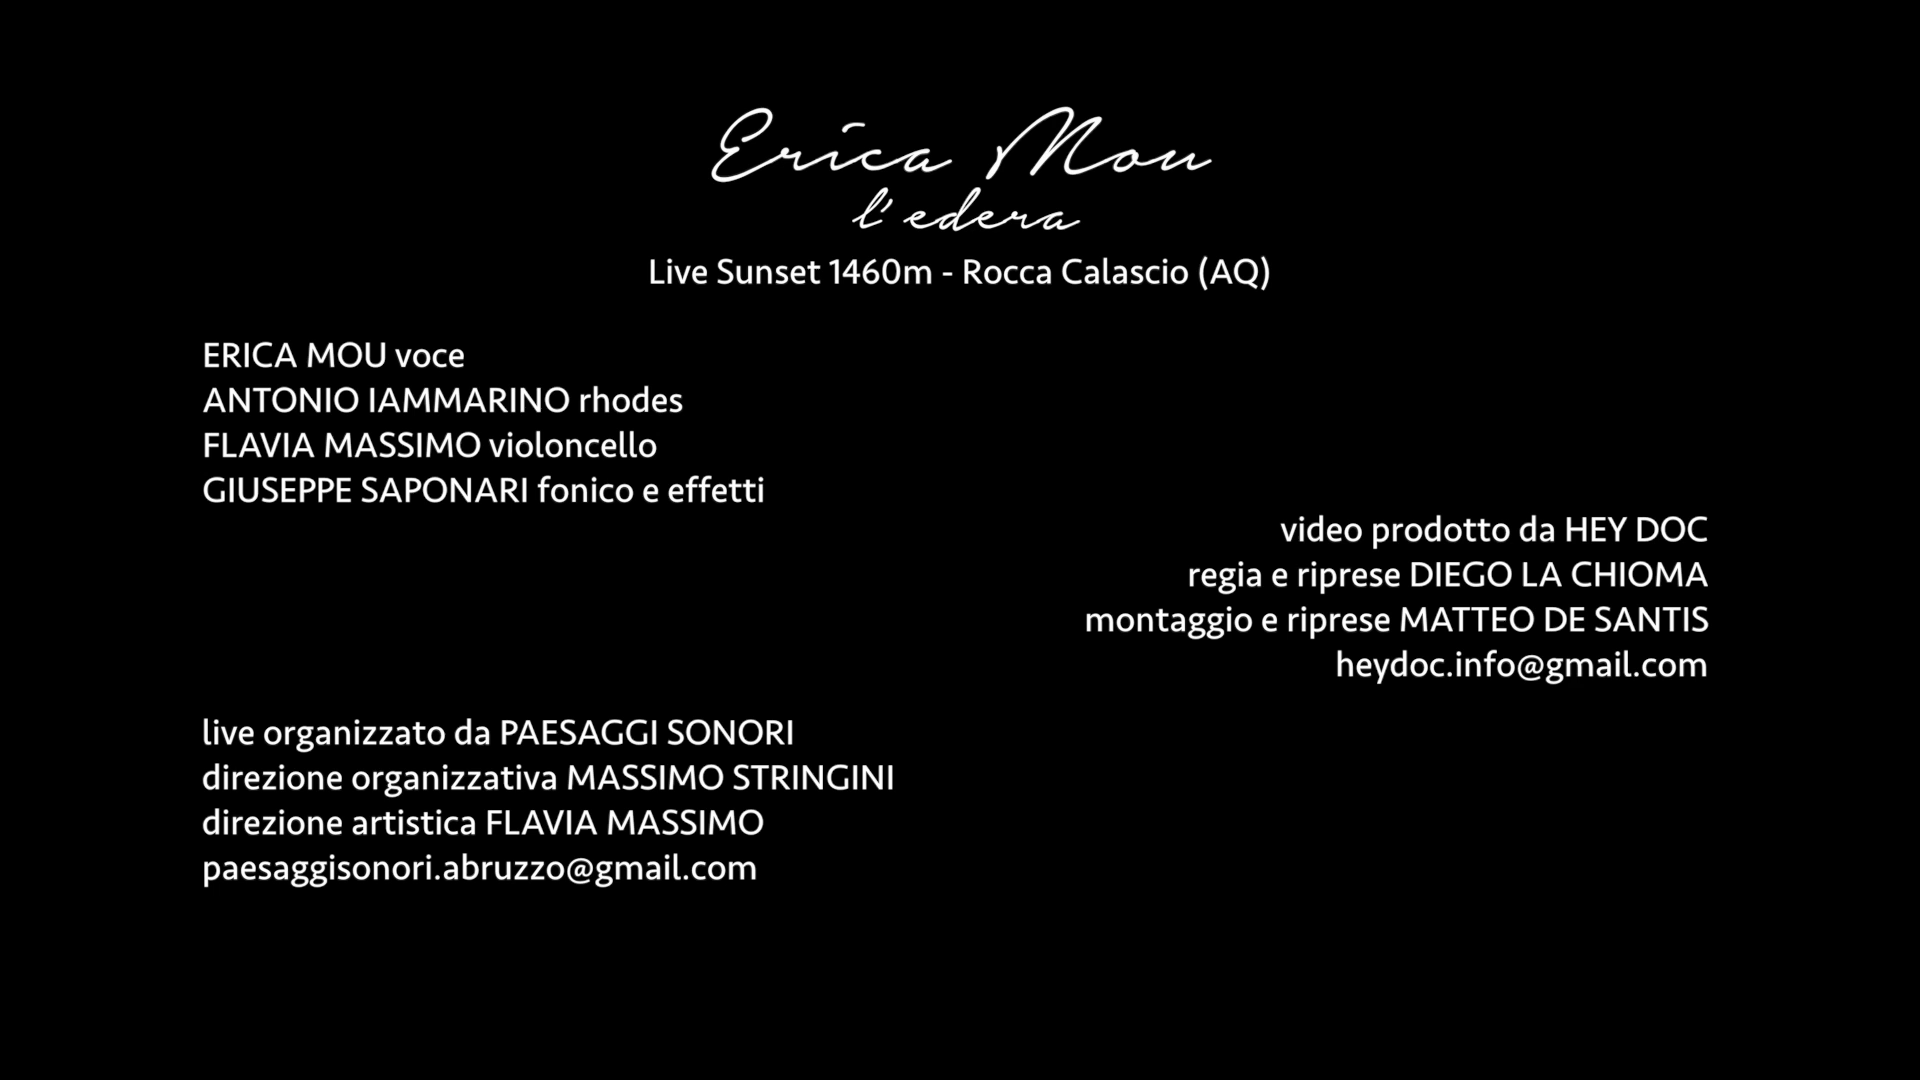 Erica Mou
l'edera
Live Sunset 1460m - Rocca Calascio (AQ)
ERICA MOU voce
ANTONIO IAMMARINO rhodes
FLAVIA MASSIMO violoncello
GIUSEPPE SAPONARI fonico e effetti
video prodotto da HEY DOC
regia e riprese DIEGO LA CHIOMA
montaggio e riprese MATTEO DE SANTIS
heydoc.info@gmail.com
live organizzato da PAESAGGI SONORI
direzione organizzativa MASSIMO STRINGINI
direzione artistica FLAVIA MASSIMO
paesaggisonori.abruzzo@gmail.com